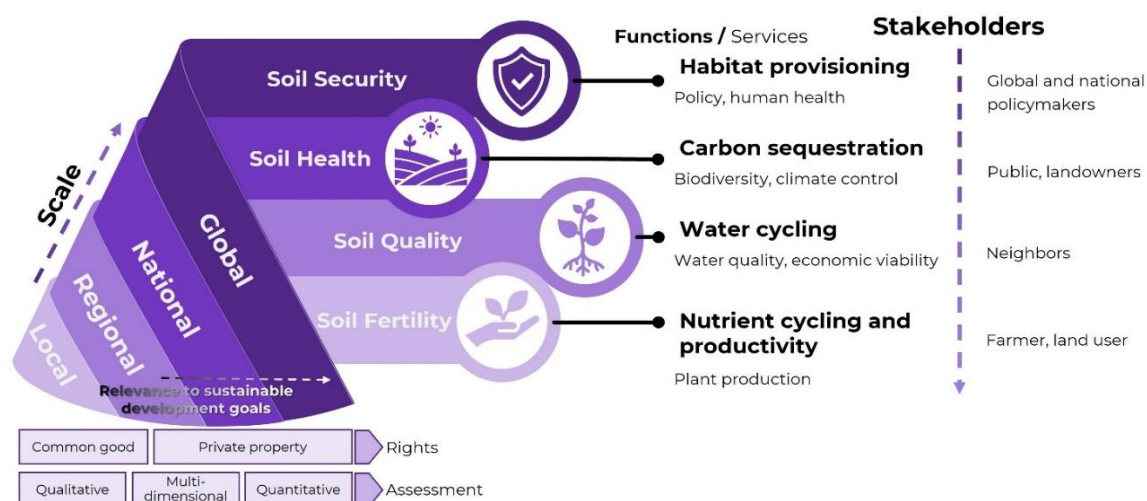 Stakeholders
Functions / Services
Soil Security
Habitat provisioning
Policy, human health
Global and national
policymakers
Soil Health
Carbon sequestration
Biodiversity, climate control
Public, landowners
Soil Quality
Water cycling
Water quality, economic viability
Neighbors
Soil Fertility
Nutrient cycling and
productivity
Plant production
Farmer, land user
Scale
Local
Regional
National
Global
Relevance to sustainable
development goals
Common good
Private property
Rights
Qualitative
Multi-
dimensional
Quantitative
Assessment